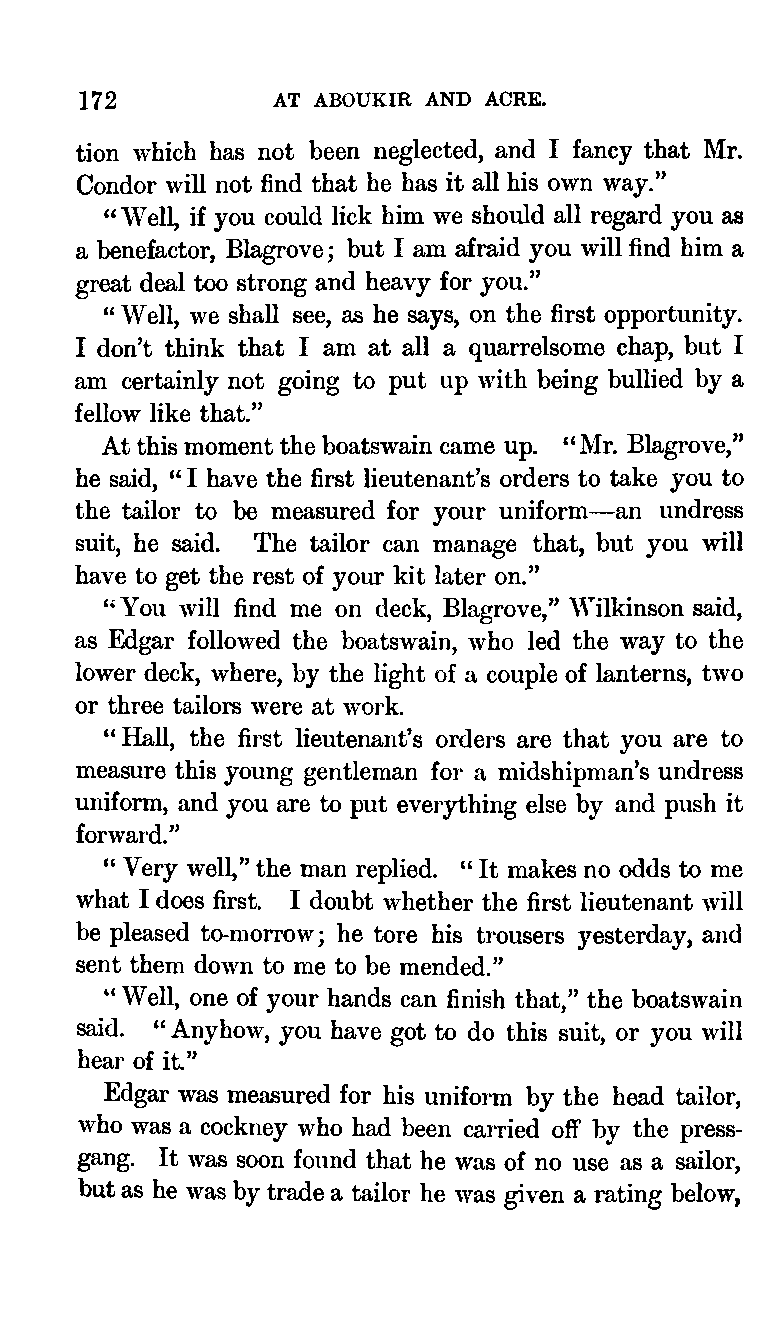 172 AT ABOUKIR AND ACRE.
tion which has not been neglected, and I fancy that Mr.
Condor will not find that he has it all his own way.”
“Well, if you could lick him we should all regard you as
a benefactor, Blagrove; but I am afraid you will find him a
great deal too strong and heavy for you.”
“Well, we shall see, as he says, on the first opportunity.
I don’t think that I am at all a quarrelsome chap, but I
am certainly not going to put up with being bullied by a
fellow like that.”
At this moment the boatswain came up. “Mr. Blagrove,”
he said, “I have the first lieutenant’s orders to take you to
the tailor to be measured for your uniform—an undress
suit, he said. The tailor can manage that, but you will
have to get the rest of your kit later on.”
“You will find me on deck, Blagrove,” Wilkinson said,
as Edgar followed the boatswain, who led the way to the
lower deck, where, by the light of a couple of lanterns, two
or three tailors were at work.
“Hall, the first lieutenant’s orders are that you are to
measure this young gentleman for a midshipman’s undress
uniform, and you are to put everything else by and push it
forward.”
“Very well,” the man replied. “It makes no odds to me
what I does first. I doubt whether the first lieutenant will
be pleased to-morrow; he tore his trousers yesterday, and
sent them down to me to be mended.”
“Well, one of your hands can finish that,” the boatswain
said. “Anyhow, you have got to do this suit, or you will
hear of it.”
Edgar was measured for his uniform by the head tailor,
who was a cockney who had been carried off by the press-
gang. It was soon found that he was of no use as a sailor,
but as he was by trade a tailor he was given a rating below,